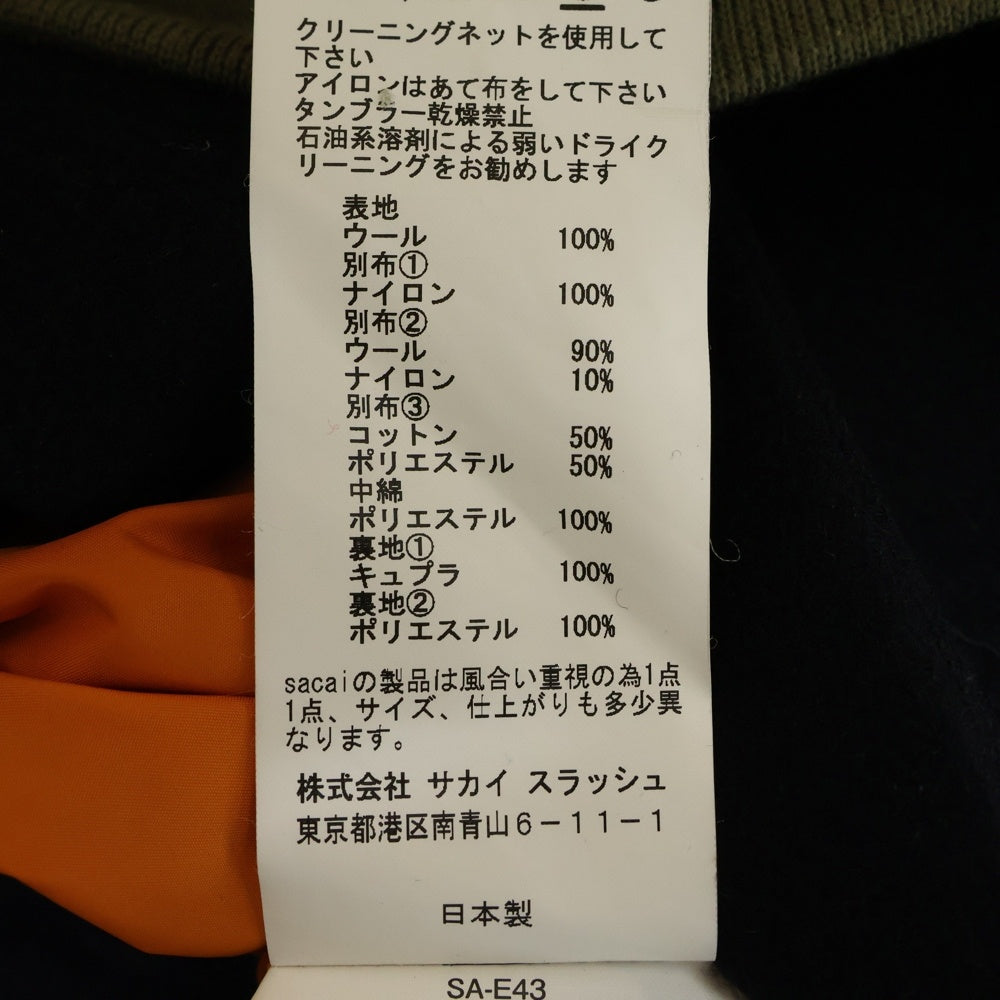 クリーニングネットを使用して
下さい
アイロンはあて布をして下さい
タンブラー乾燥禁止
石油系溶剤による弱いドライク
リーニングをお勧めします
表地
ウール 100%
別布①
ナイロン 100%
別布②
ウール 90%
ナイロン 10%
別布③
コットン 50%
ポリエステル 50%
中綿
ポリエステル 100%
裏地①
キュプラ 100%
裏地②
ポリエステル 100%
sacaiの製品は風合い重視の為1点
1点、サイズ、仕上がりも多少異
なります。
株式会社 サカイ スラッシュ
東京都港区南青山6-11-1
日本製
SA-E43